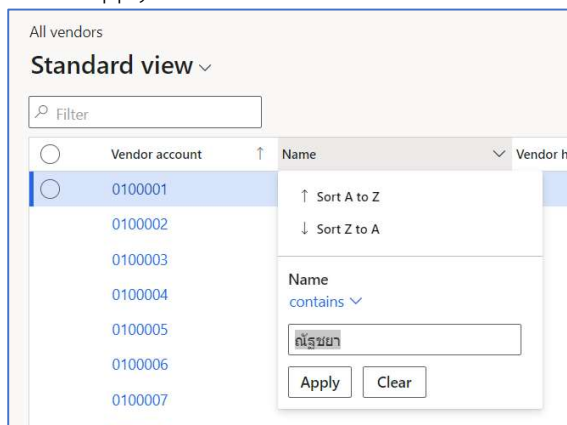 All vendors
Standard view
Filter
Vendor account ↑ Name Vendor h
0100001
↑ Sort A to Z
0100002
↓ Sort Z to A
0100003
Name
0100004
contains
0100005
ณัฐชยา
0100006
Apply Clear
0100007